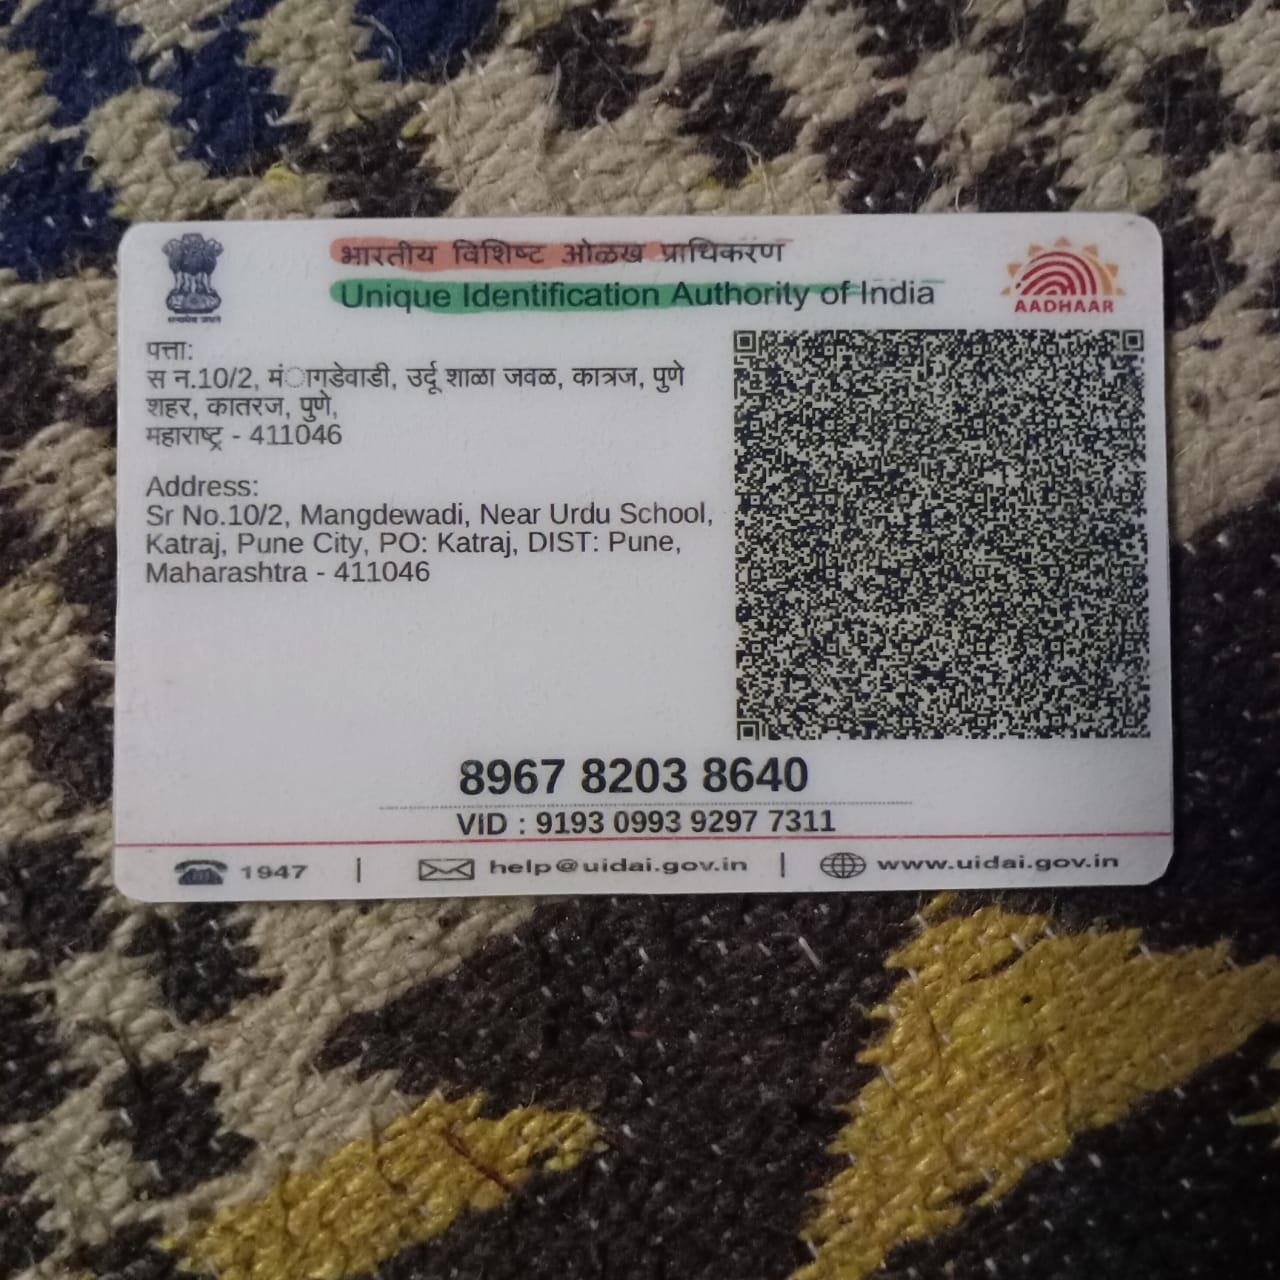 भारतीय विशिष्ट ओळख प्राधिकरण
Unique Identification Authority of India
AADHAAR
पत्ता:
स न.10/2, मंागडेवाडी, उर्दू शाळा जवळ, कात्रज, पुणे
शहर, कातरज, पुणे,
महाराष्ट्र - 411046
Address:
Sr No.10/2, Mangdewadi, Near Urdu School,
Katraj, Pune City, PO: Katraj, DIST: Pune,
Maharashtra - 411046
8967 8203 8640
VID : 9193 0993 9297 7311
1947 | help@uidai.gov.in | www.uidai.gov.in